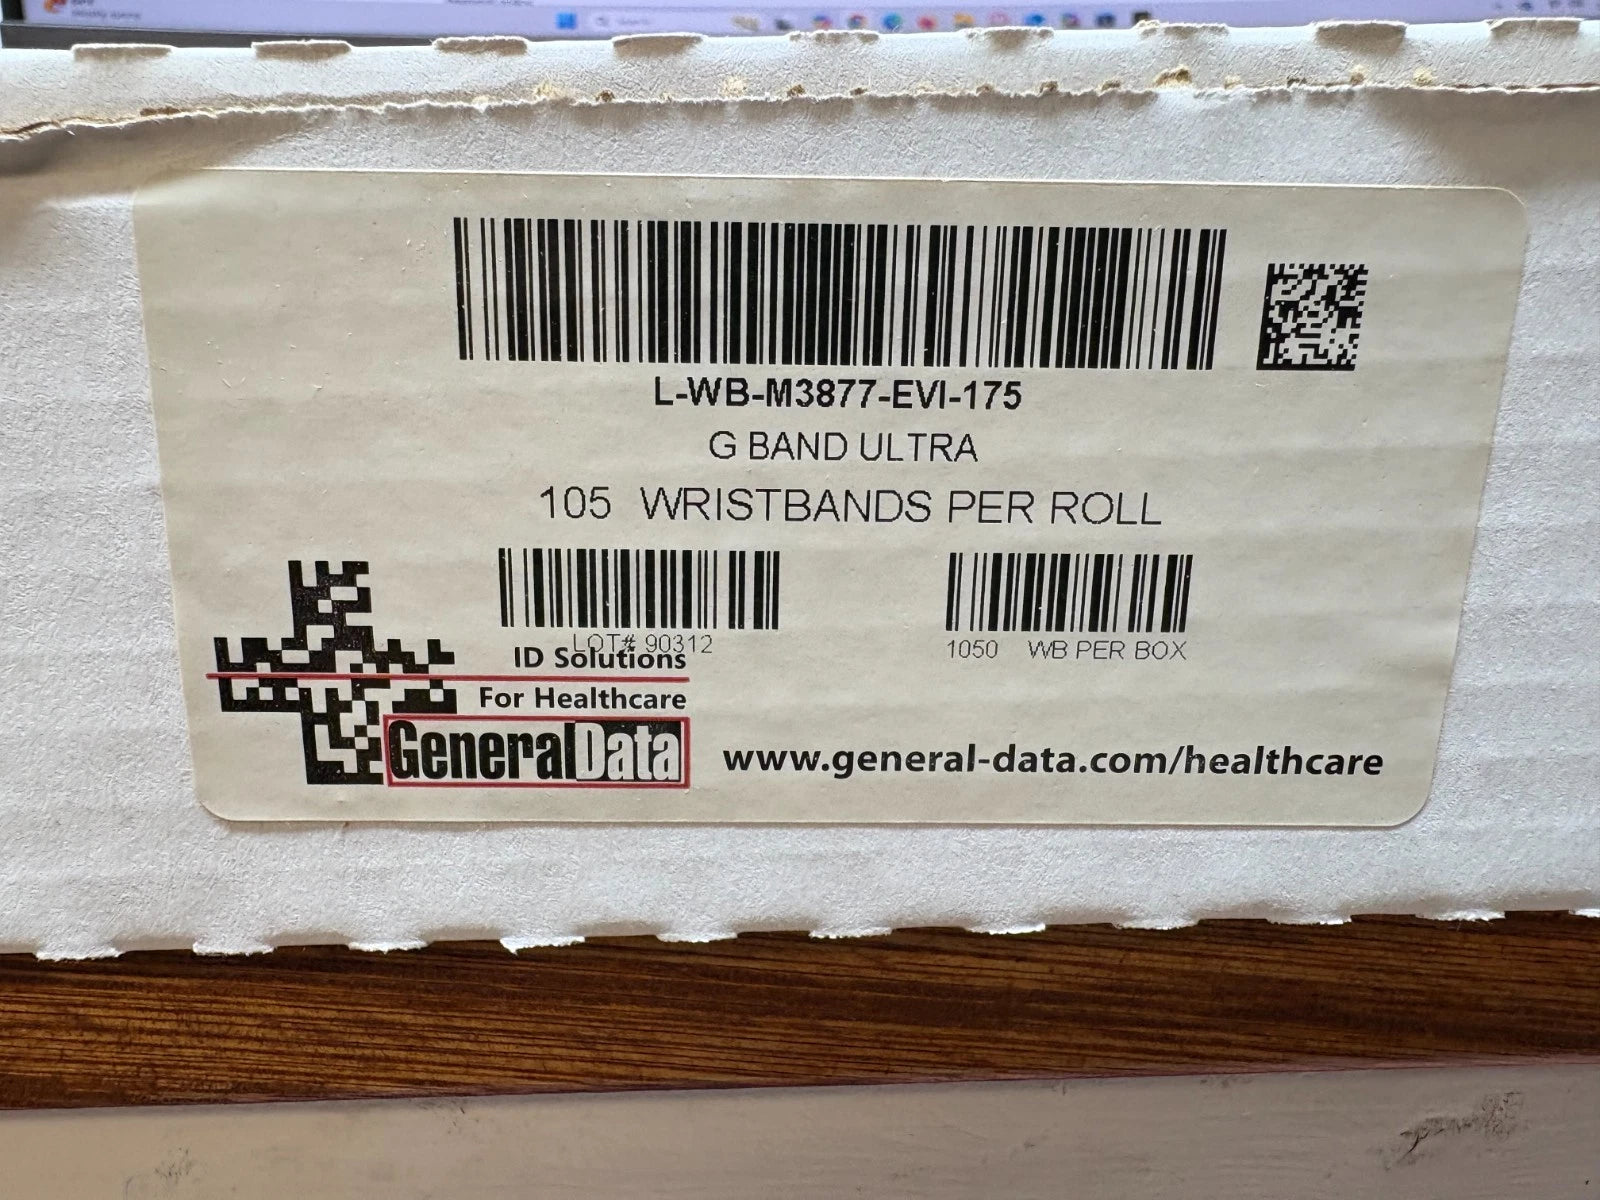 L-WB-M3877-EVI-175
G BAND ULTRA
105 WRISTBANDS PER ROLL
LOT# 90312
1050 WB PER BOX
ID Solutions
For Healthcare
GeneralData
www.general-data.com/healthcare